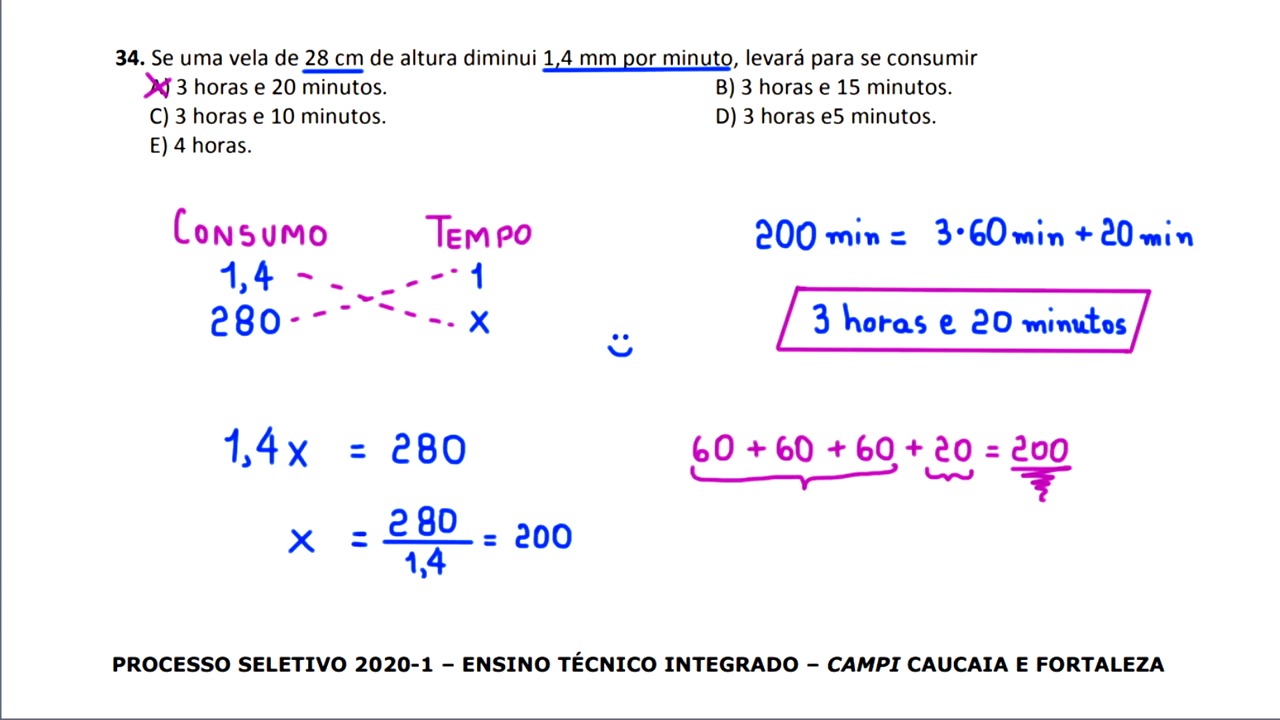 34. Se uma vela de 28 cm de altura diminui 1,4 mm por minuto, levará para se consumir
A) 3 horas e 20 minutos. B) 3 horas e 15 minutos.
C) 3 horas e 10 minutos. D) 3 horas e5 minutos.
E) 4 horas.
CONSUMO TEMPO
1,4 1
280 x
200 min = 3·60 min + 20 min
3 horas e 20 minutos
1,4x = 280
x = 280/1,4 = 200
60 + 60 + 60 + 20 = 200
PROCESSO SELETIVO 2020-1 – ENSINO TÉCNICO INTEGRADO – CAMPI CAUCAIA E FORTALEZA